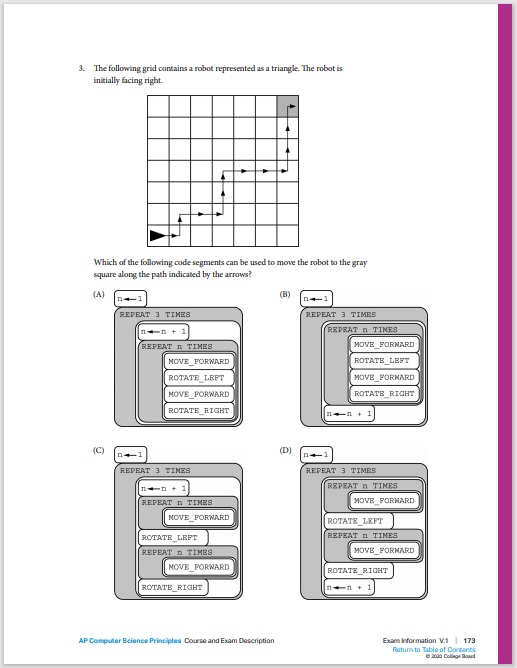 3. The following grid contains a robot represented as a triangle. The robot is
initially facing right.
Which of the following code segments can be used to move the robot to the gray
square along the path indicated by the arrows?
(A)
n←1
REPEAT 3 TIMES
n←n + 1
REPEAT n TIMES
MOVE_FORWARD
ROTATE_LEFT
MOVE_FORWARD
ROTATE_RIGHT
(B)
n←1
REPEAT 3 TIMES
REPEAT n TIMES
MOVE_FORWARD
ROTATE_LEFT
MOVE_FORWARD
ROTATE_RIGHT
n←n + 1
(C)
n←1
REPEAT 3 TIMES
n←n + 1
REPEAT n TIMES
MOVE_FORWARD
ROTATE_LEFT
REPEAT n TIMES
MOVE_FORWARD
ROTATE_RIGHT
(D)
n←1
REPEAT 3 TIMES
REPEAT n TIMES
MOVE_FORWARD
ROTATE_LEFT
REPEAT n TIMES
MOVE_FORWARD
ROTATE_RIGHT
n←n + 1
AP Computer Science Principles Course and Exam Description
Exam Information V.1 | 173
Return to Table of Contents
© 2020 College Board